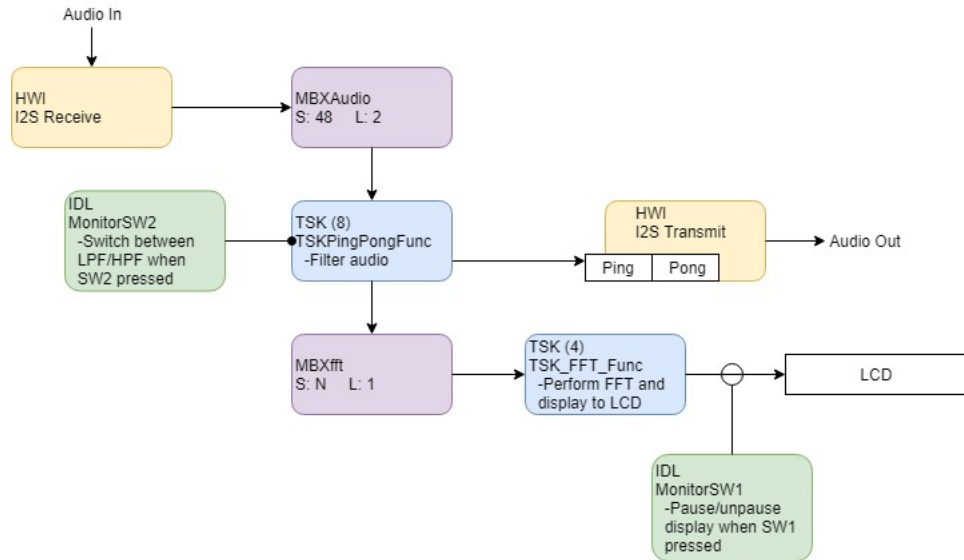 Audio In
HWI
I2S Receive
MBXAudio
S: 48 L: 2
IDL
MonitorSW2
-Switch between
LPF/HPF when
SW2 pressed
TSK (8)
TSKPingPongFunc
-Filter audio
HWI
I2S Transmit
Ping
Pong
Audio Out
MBXfft
S: N L: 1
TSK (4)
TSK_FFT_Func
-Perform FFT and
display to LCD
LCD
IDL
MonitorSW1
-Pause/unpause
display when SW1
pressed